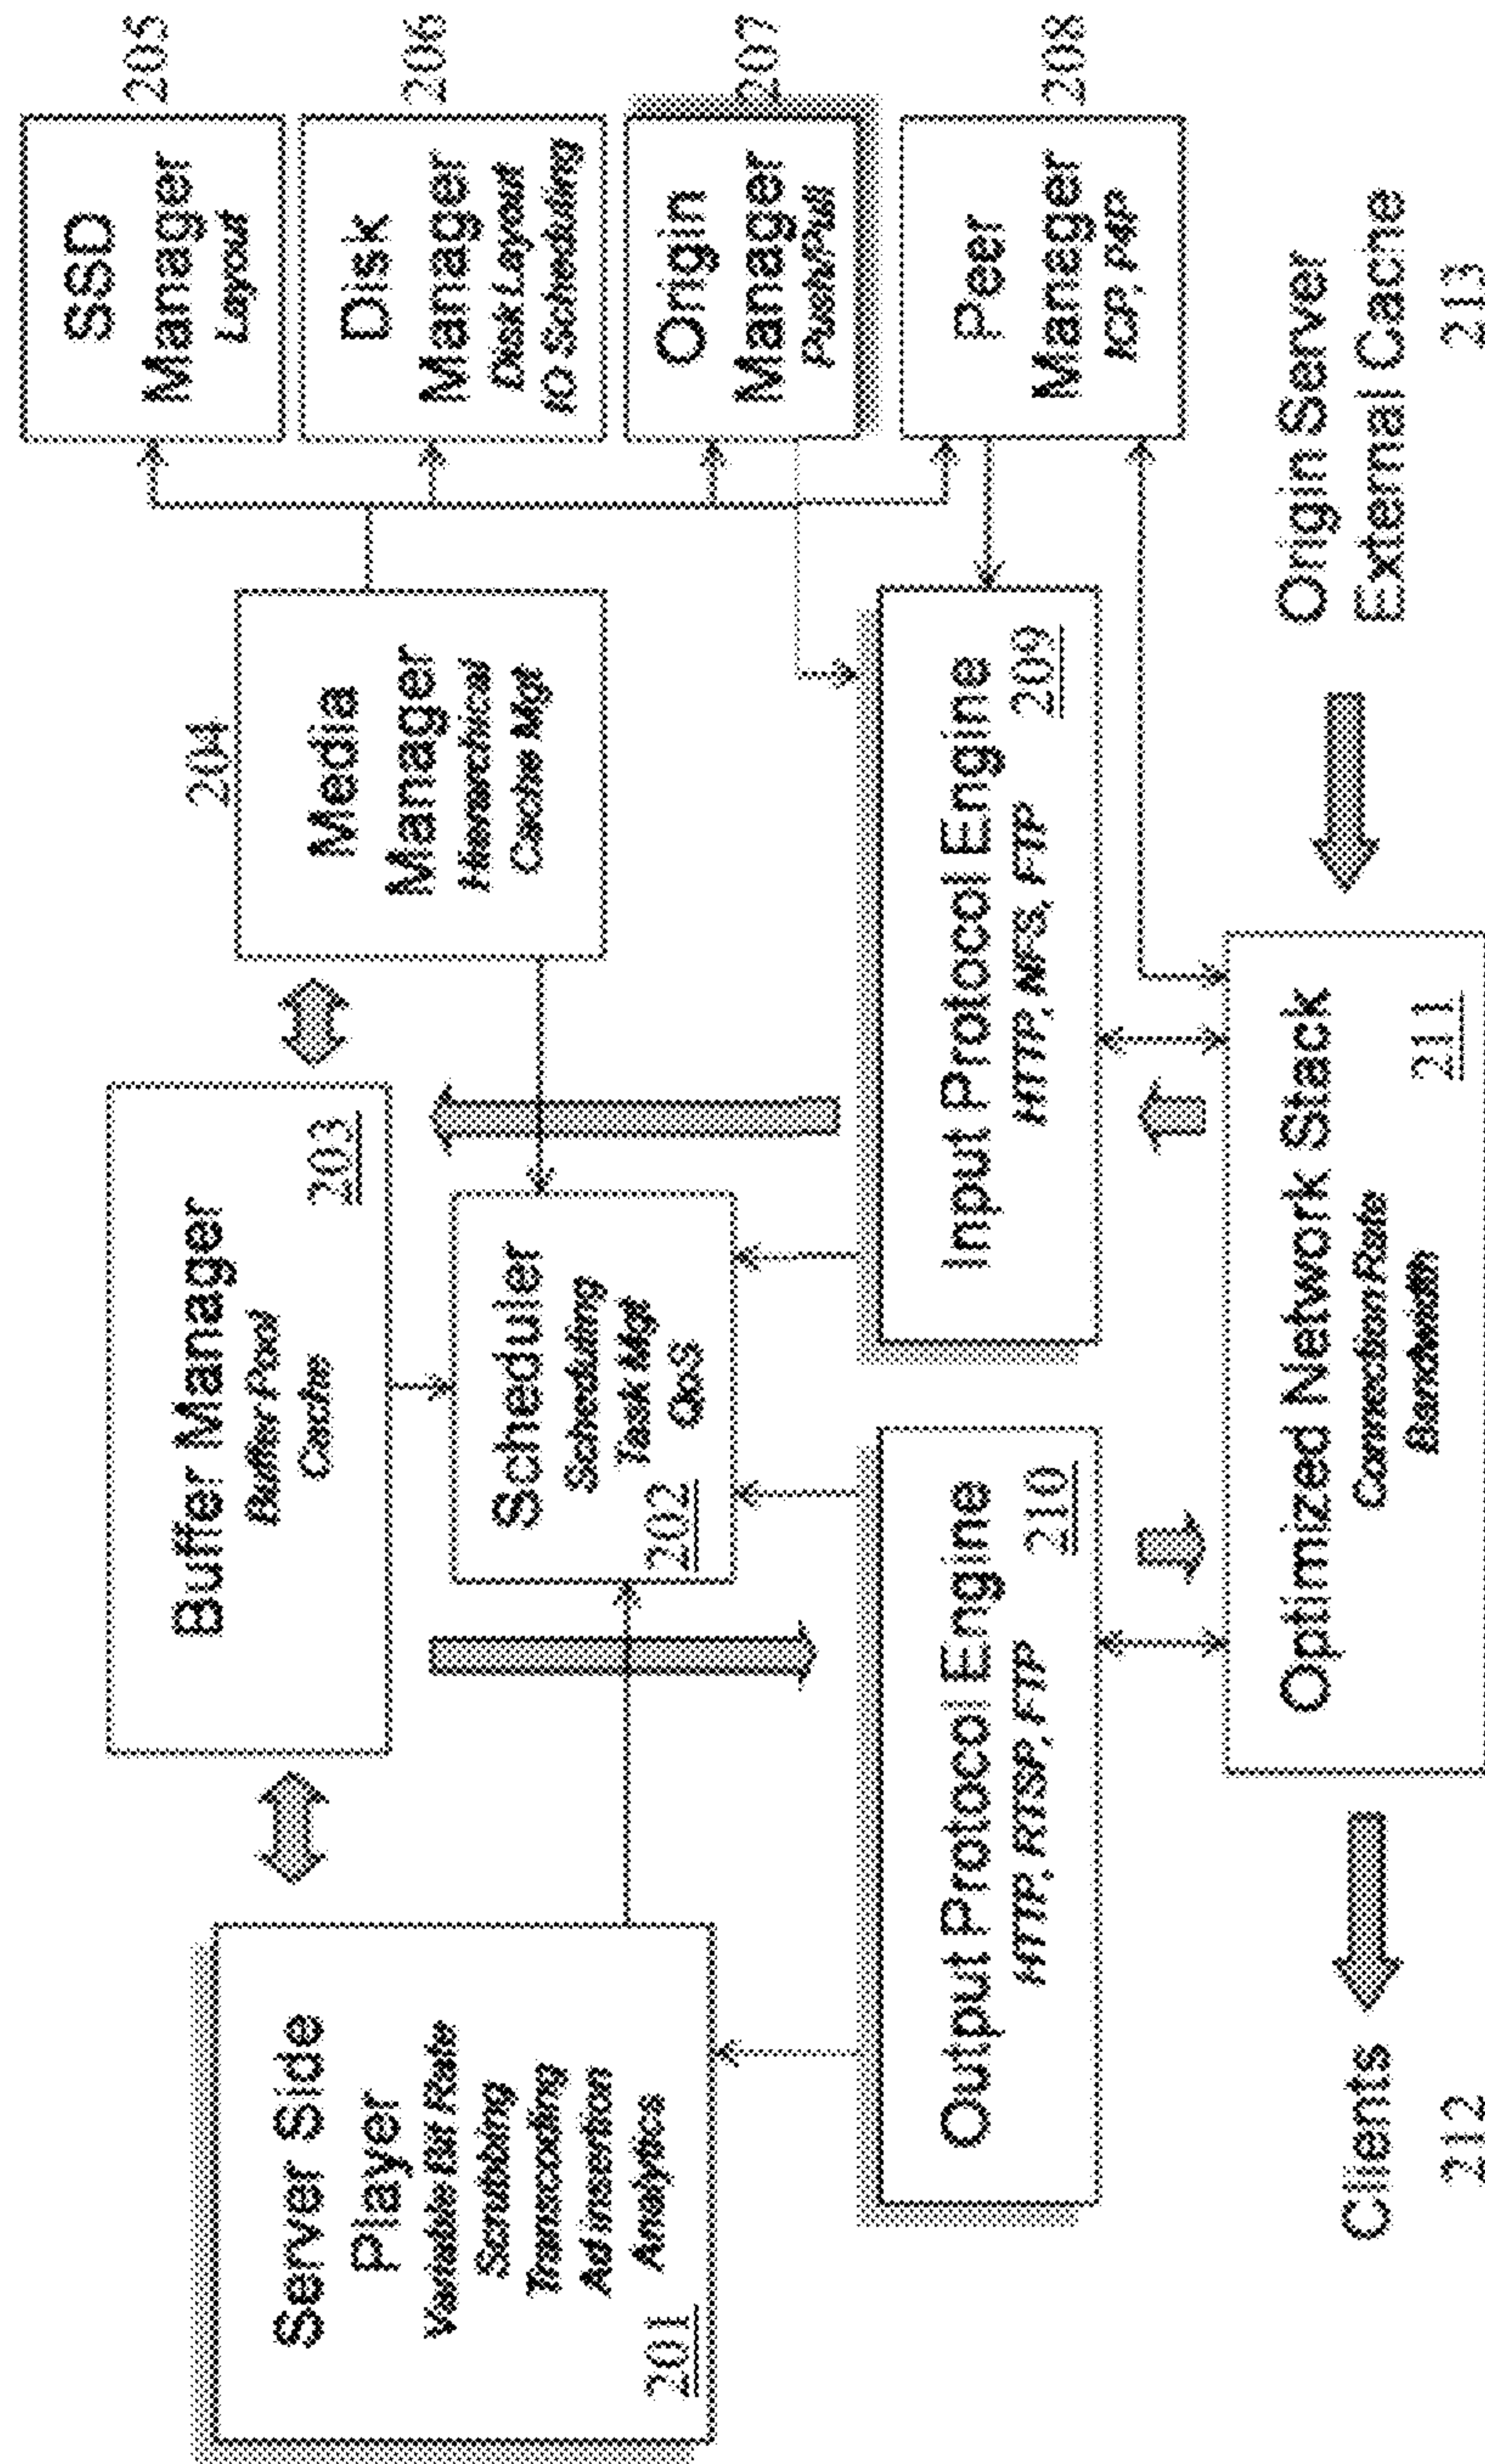 Server Side
Player
Variable Bit Rate
Scrubbing
Transcoding
Ad insertion
Analytics
201
Buffer Manager
Buffer Pool
Cache
203
Scheduler
Scheduling
Task Mgt
QoS
202
204
Media
Manager
Hierarchical
Cache Mgt
SSD
Manager
Layout
205
Disk
Manager
Disk Layout
IO Scheduling
206
Origin
Manager
Push/Pull
207
Peer
Manager
ICP, P4P
208
Output Protocol Engine
HTTP, RTSP, FTP
210
Input Protocol Engine
HTTP, NFS, FTP
209
Optimized Network Stack
Connection Rate
Bandwidth
211
Clients
212
Origin Server
External Cache
213